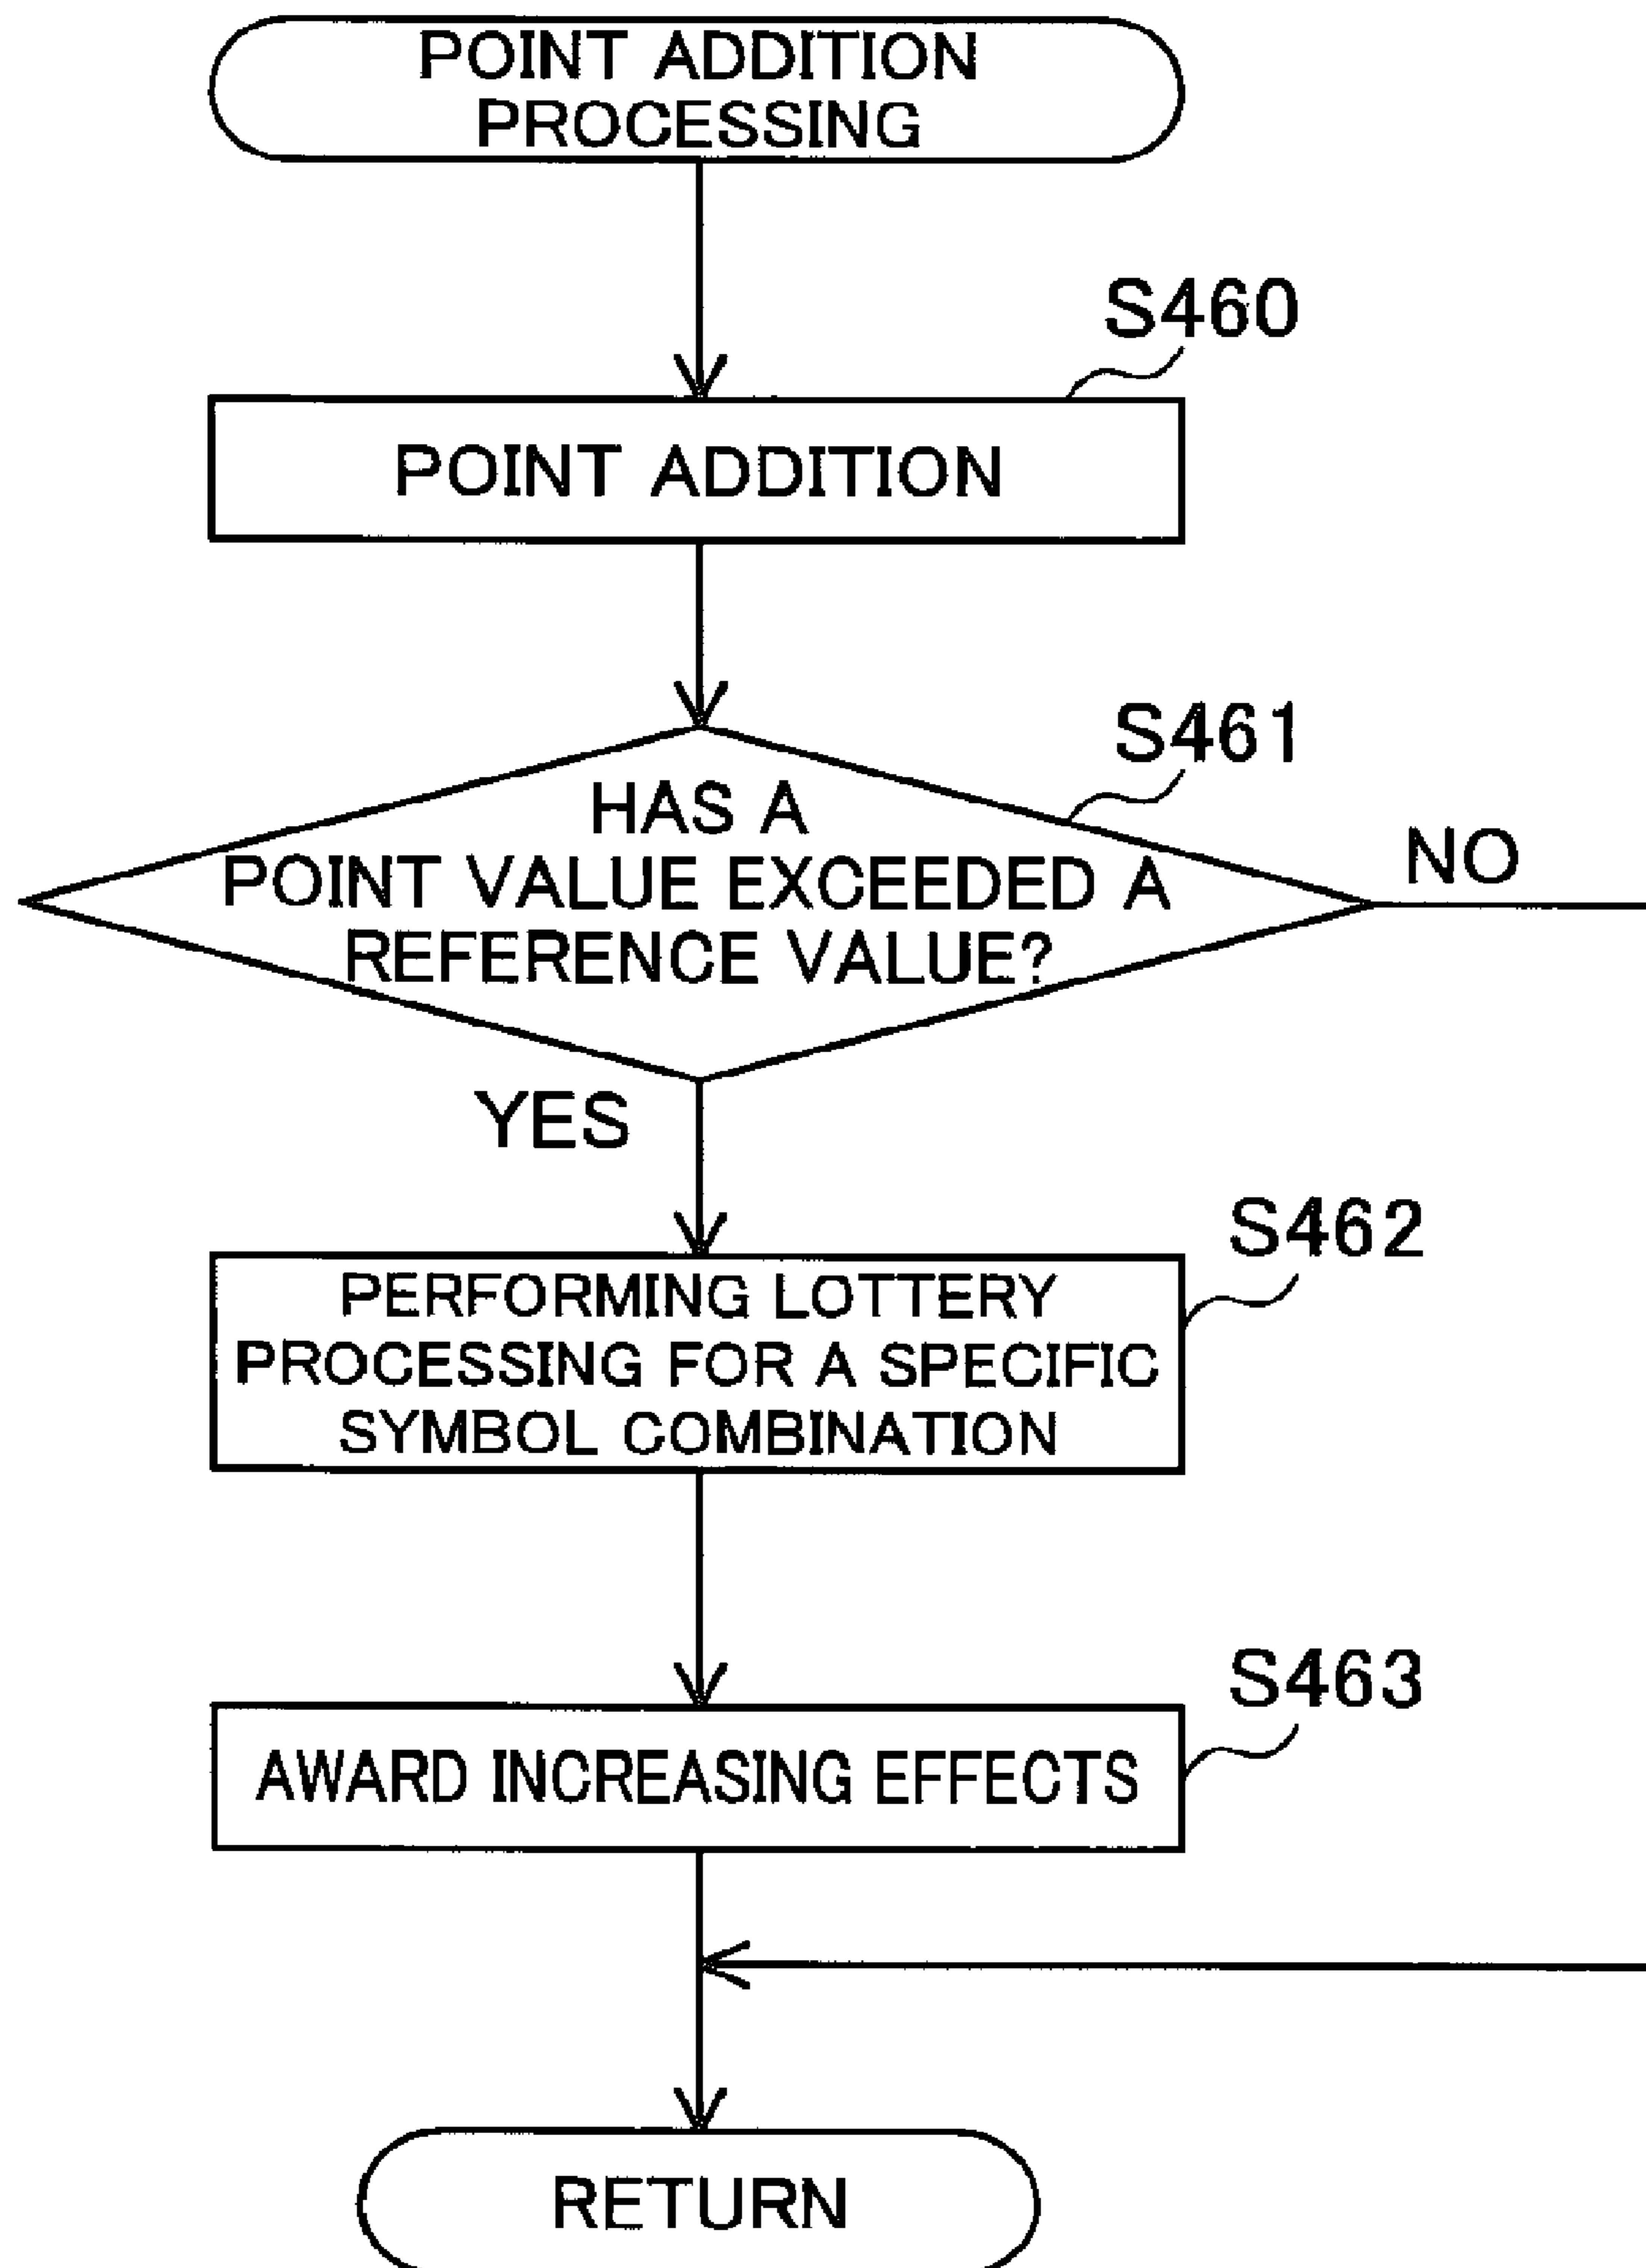 POINT ADDITION
PROCESSING
S460
POINT ADDITION
S461
HAS A
POINT VALUE EXCEEDED A
REFERENCE VALUE?
NO
YES
S462
PERFORMING LOTTERY
PROCESSING FOR A SPECIFIC
SYMBOL COMBINATION
S463
AWARD INCREASING EFFECTS
RETURN